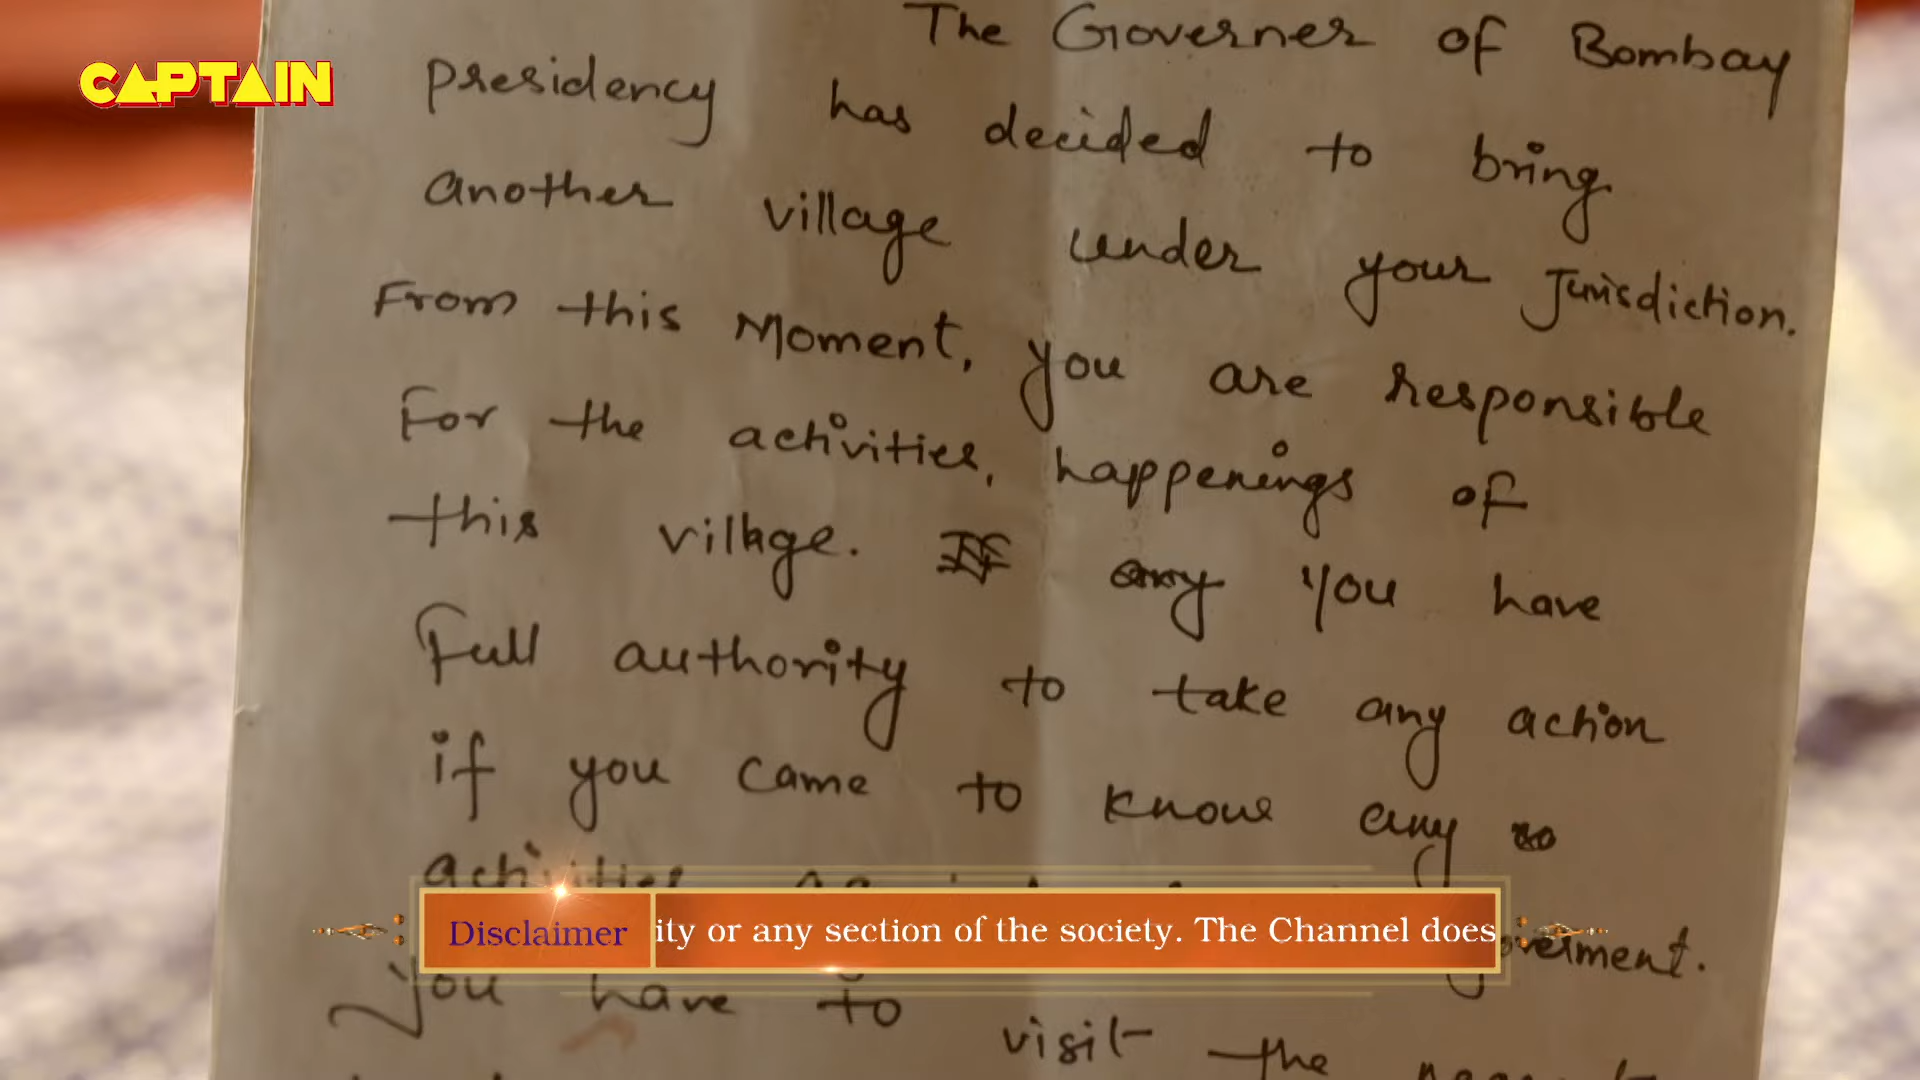 CAPTAIN
The Governer of Bombay
presidency has decided to bring
another village under your Jurisdiction.
From this Moment, you are responsible
For the activities, happenings of
this village. If any you have
Full authority to take any action
if you came to know any
activities
Disclaimer ity or any section of the society. The Channel does
goverment.
You have to visit the